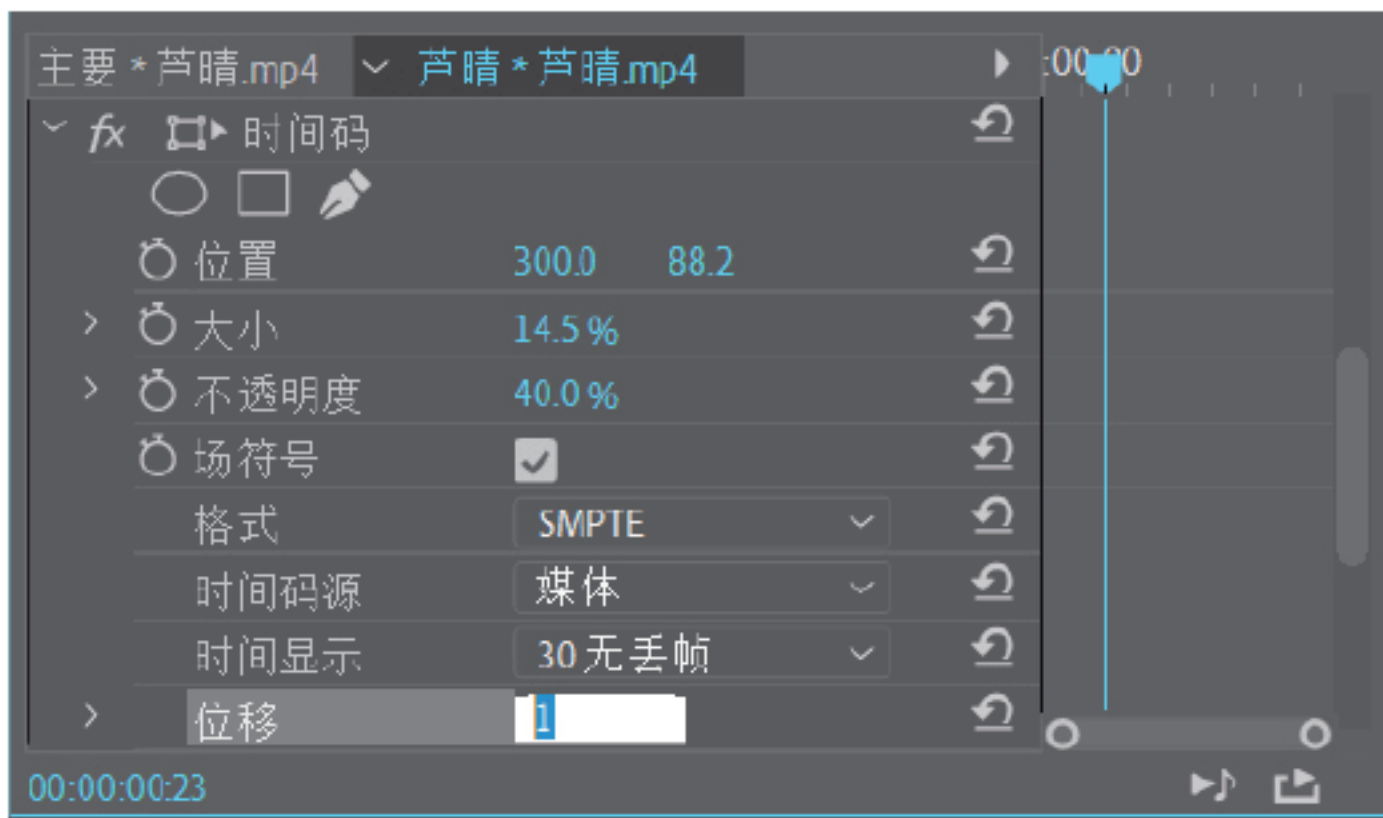 主要 * 芦晴.mp4 芦晴 * 芦晴.mp4
fx 时间码
位置 300.0 88.2
大小 14.5 %
不透明度 40.0 %
场符号
格式 SMPTE
时间码源 媒体
时间显示 30 无丢帧
位移 1
00:00:00:23